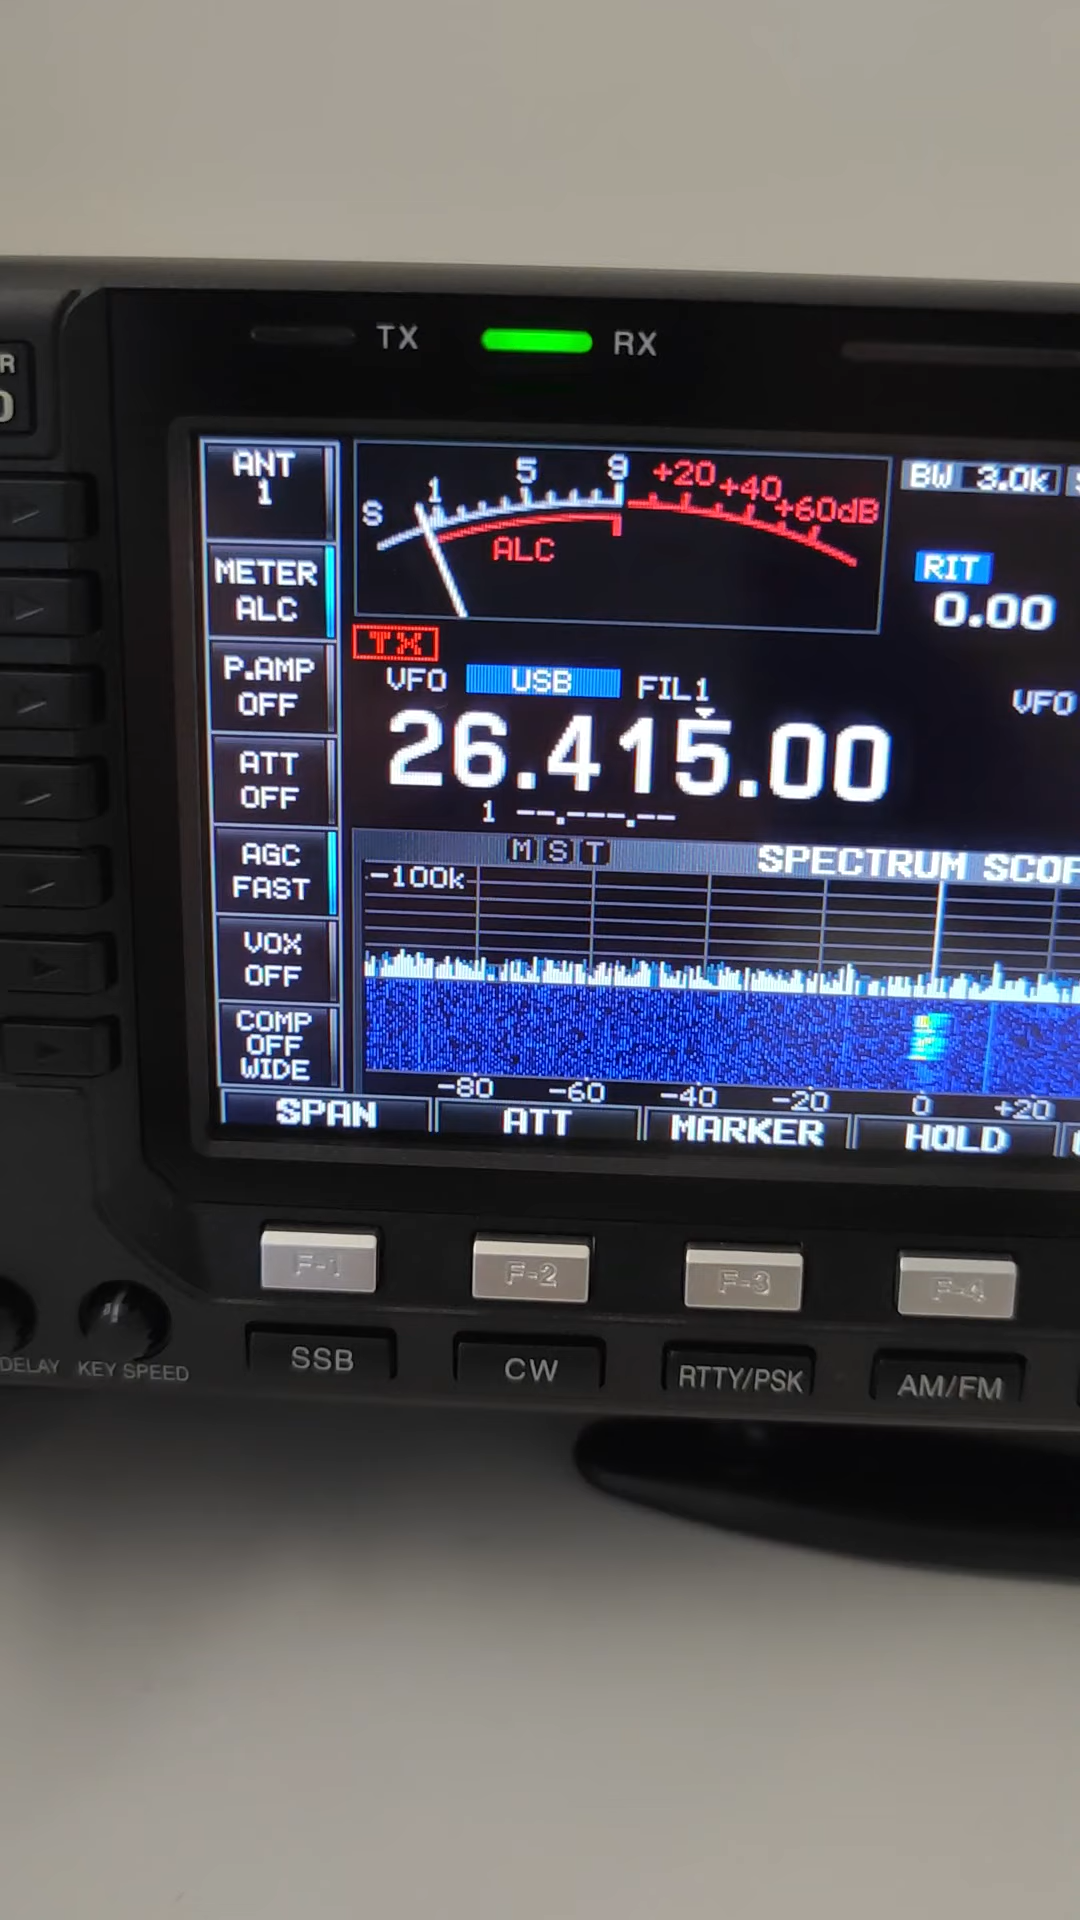 TX
RX
R
0
ANT
1
METER
ALC
P.AMP
OFF
ATT
OFF
AGC
FAST
VOX
OFF
COMP
OFF
WIDE
S 1 5 9 +20 +40 +60dB
ALC
BW 3.0k
RIT
0.00
TX
VFO USB FIL1
VFO
26.415.00
1 --.---.--
M S T
SPECTRUM SCOP
-100k
-80 -60 -40 -20 0 +20
SPAN ATT MARKER HOLD
F-1 F-2 F-3 F-4
DELAY KEY SPEED
SSB CW RTTY/PSK AM/FM